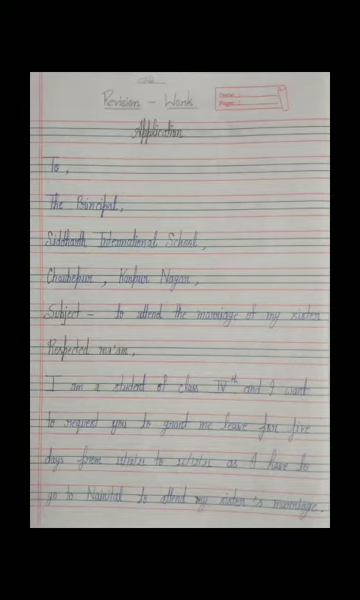 Revision - Work
Date :
Page :
Application
To ,
The Principal,
Siddharth International School,
Chaubepur , Kanpur Nagar,
Subject - to attend the marriage of my sister
Respected ma'am,
I am a student of class IVth and I want
to request you to grant me leave for five
days from to as I have to
go to Nainital to attend my sister's marriage.